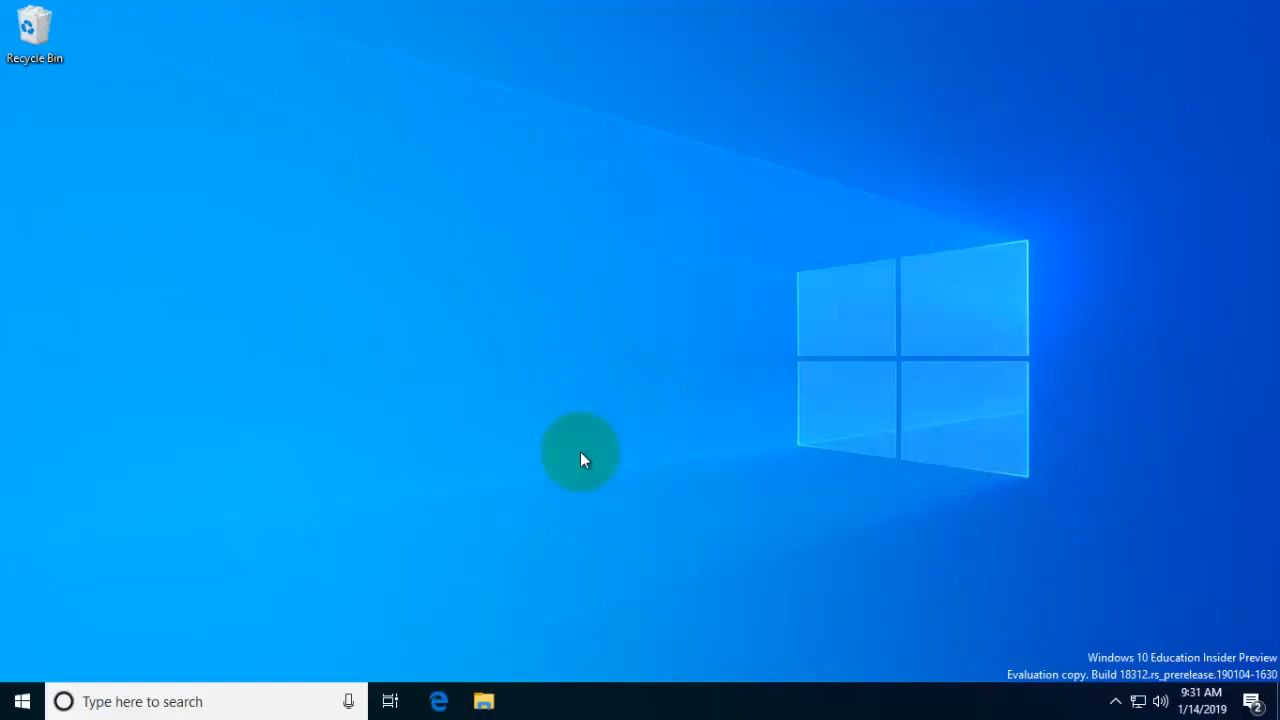 Recycle Bin
Windows 10 Education Insider Preview
Evaluation copy. Build 18312.rs_prerelease.190104-1630
Type here to search
9:31 AM
1/14/2019
2